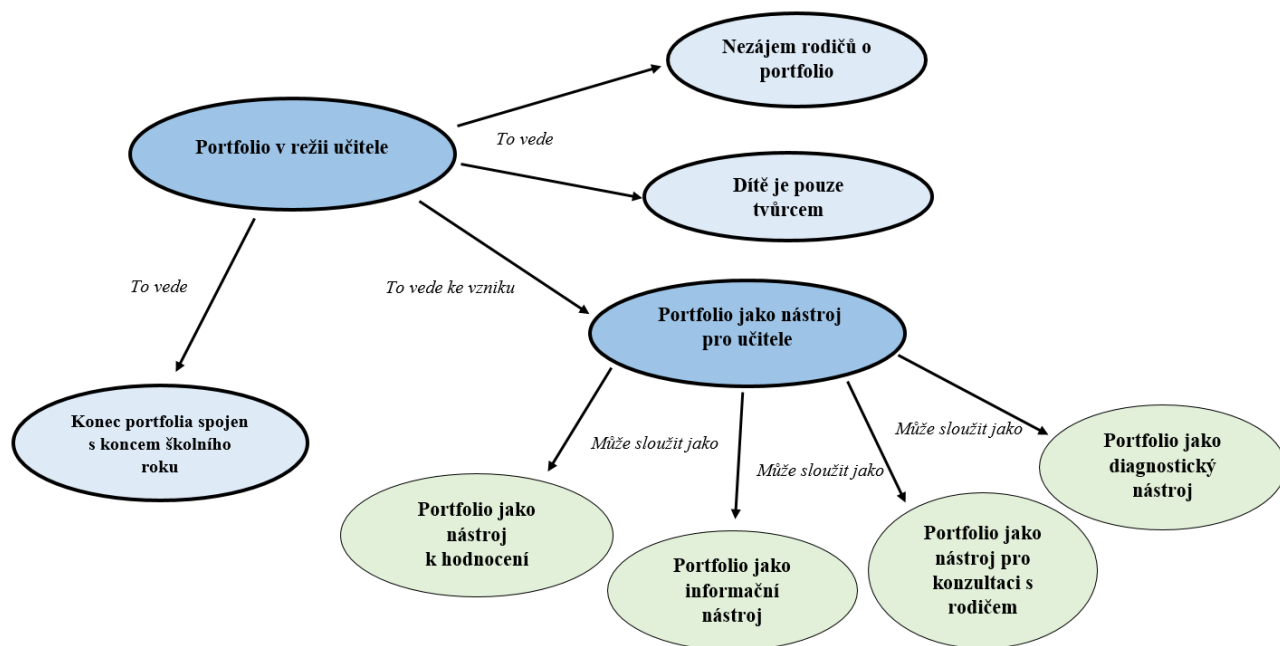 Nezájem rodičů o
portfolio
Portfolio v režii učitele
To vede
Dítě je pouze
tvůrcem
To vede
To vede ke vzniku
Portfolio jako nástroj
pro učitele
Konec portfolia spojen
s koncem školního
roku
Může sloužit jako
Může sloužit jako
Může sloužit jako
Portfolio jako
diagnostický
nástroj
Portfolio jako
nástroj
k hodnocení
Portfolio jako
informační
nástroj
Portfolio jako
nástroj pro
konzultaci s
rodičem